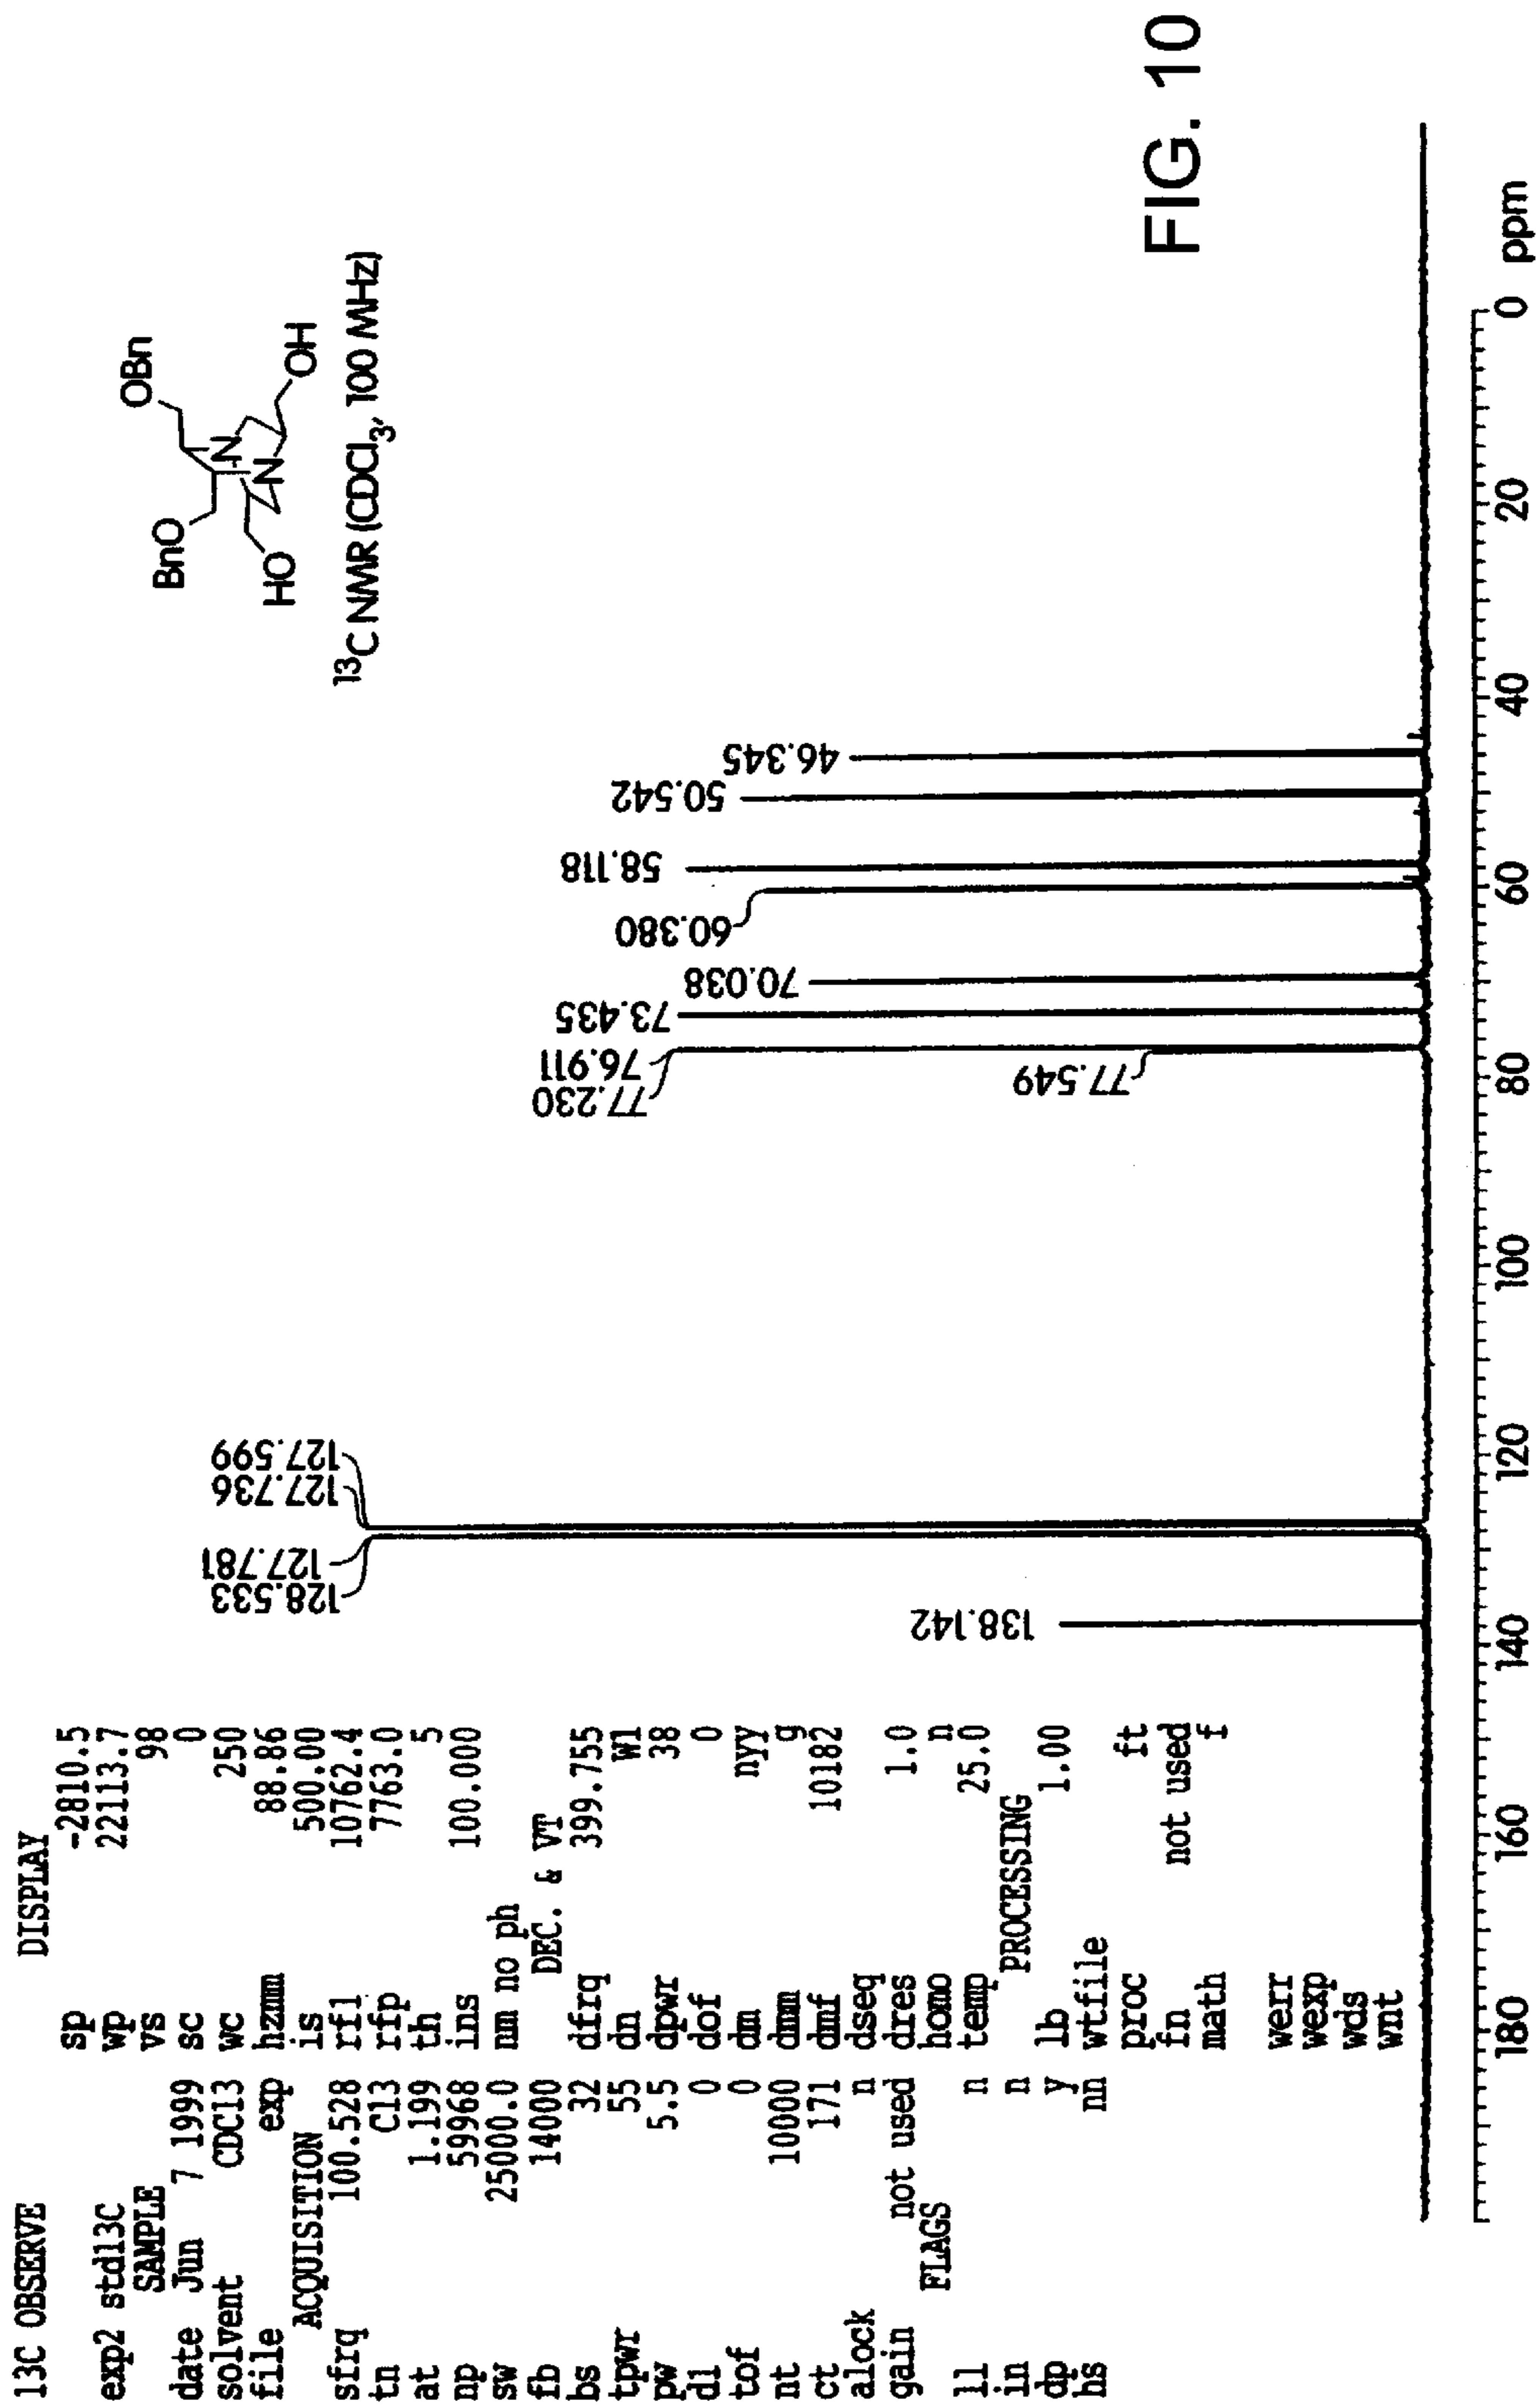 13C OBSERVE
exp2 std13C
SAMPLE
date Jun 7 1999
solvent CDC13
file exp
ACQUISITION
sfrq 100.528
tn C13
at 1.199
np 59968
sw 25000.0
fb 14000
bs 32
tpwr 55
pw 5.5
d1 0
tof 0
nt 10000
ct 171
alock n
gain not used
FLAGS
il n
in n
dp y
hs nn
DISPLAY
sp -2810.5
wp 22113.7
vs 98
sc 0
wc 250
hzmm 88.86
is 500.00
rfl 10762.4
rfp 7763.0
th 5
ins 100.000
nm no ph
DEC. & VT
dfrq 399.755
dn W1
dpwr 38
dof 0
dm nyy
dmm g
dmf 10182
dseq
dres 1.0
homo n
temp 25.0
PROCESSING
lb 1.00
wtfile
proc ft
fn not used
math f
werr
wexp
wds
wnt
BnO
OBn
N
N
HO
OH
13C NMR (CDCl3, 100 MHz)
138.142
128.533
127.781
127.736
127.599
77.549
77.230
76.911
73.435
70.038
60.380
58.118
50.542
46.345
180 160 140 120 100 80 60 40 20 0 ppm
FIG. 10